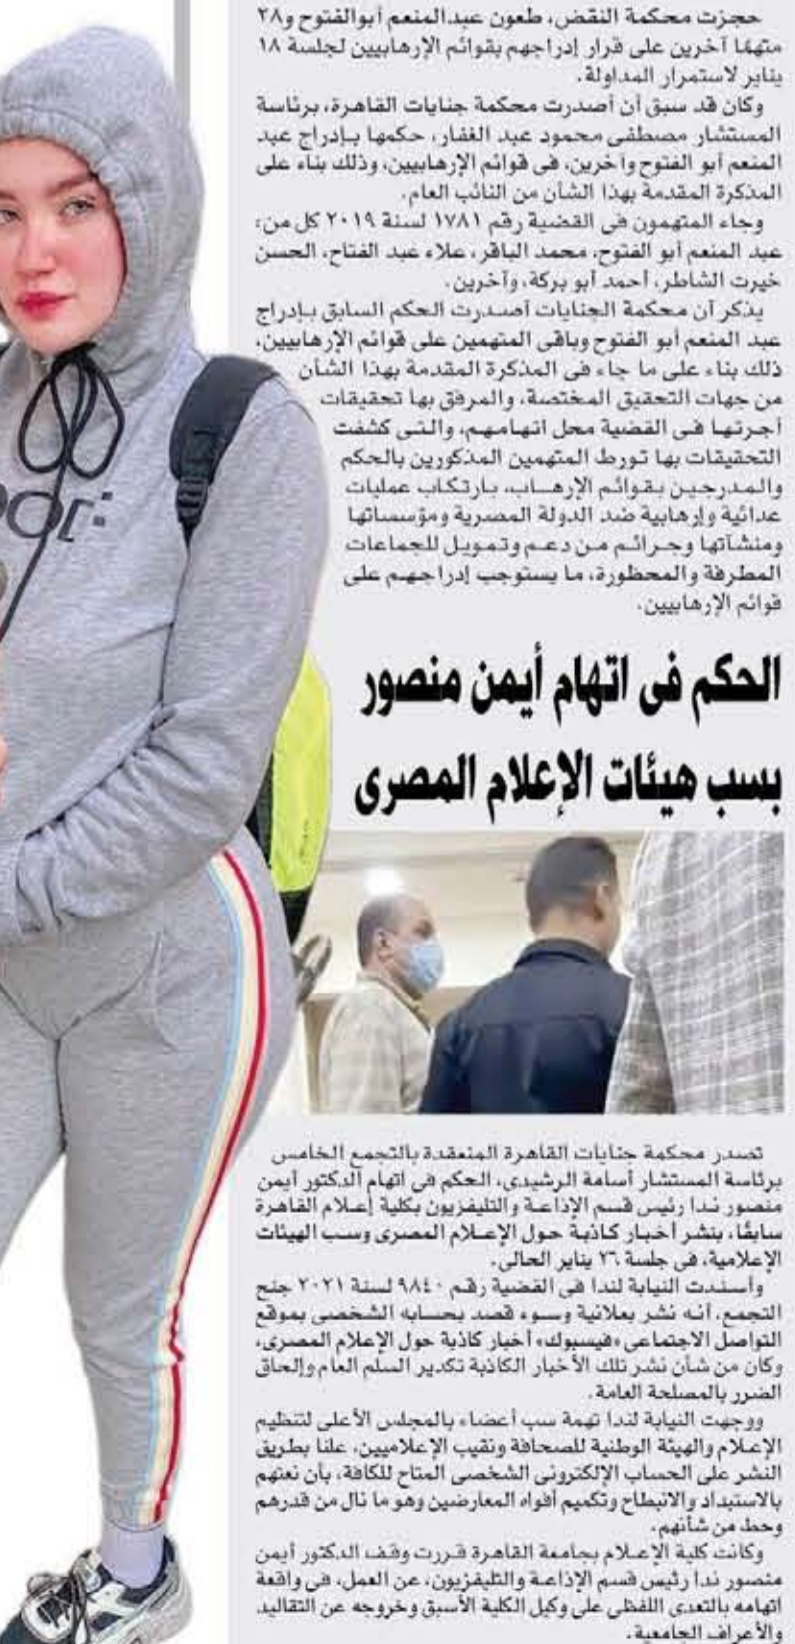 حجزت محكمة النقض، طعون عبدالمنعم أبوالفتوح و٢٨
متهمًا آخرين على قرار إدراجهم بقوائم الإرهابيين لجلسة ١٨
يناير لاستمرار المداولة.
وكان قد سبق أن أصدرت محكمة جنايات القاهرة، برئاسة
المستشار مصطفى محمود عبد الغفار، حكمها بإدراج عبد
المنعم أبو الفتوح وآخرين، فى قوائم الإرهابيين، وذلك بناء على
المذكرة المقدمة بهذا الشأن من النائب العام.
وجاء المتهمون فى القضية رقم ١٧٨١ لسنة ٢٠١٩ كل من:
عبد المنعم أبو الفتوح، محمد الباقر، علاء عبد الفتاح، الحسن
خيرت الشاطر، أحمد أبو بركة، وآخرين.
يذكر أن محكمة الجنايات أصدرت الحكم السابق بإدراج
عبد المنعم أبو الفتوح وباقى المتهمين على قوائم الإرهابيين،
ذلك بناء على ما جاء فى المذكرة المقدمة بهذا الشأن
من جهات التحقيق المختصة، والمرفق بها تحقيقات
أجرتها فى القضية محل اتهامهم، والتى كشفت
التحقيقات بها تورط المتهمين المذكورين بالحكم
والمدرجين بقوائم الإرهاب، بارتكاب عمليات
عدائية وإرهابية ضد الدولة المصرية ومؤسساتها
ومنشآتها وجرائم من دعم وتمويل للجماعات
المتطرفة والمحظورة، ما يستوجب إدراجهم على
قوائم الإرهابيين.
الحكم فى اتهام أيمن منصور
بسب هيئات الإعلام المصرى
تصدر محكمة جنايات القاهرة المنعقدة بالتجمع الخامس
برئاسة المستشار أسامة الرشيدى، الحكم فى اتهام الدكتور أيمن
منصور ندا رئيس قسم الإذاعة والتليفزيون بكلية إعلام القاهرة
سابقًا، بنشر أخبار كاذبة حول الإعلام المصرى وسب الهيئات
الإعلامية، فى جلسة ٢٦ يناير الحالى.
وأسندت النيابة لندا فى القضية رقم ٩٨٤٠ لسنة ٢٠٢١ جنح
التجمع، أنه نشر بعلانية وسوء قصد بحسابه الشخصى بموقع
التواصل الاجتماعى «فيسبوك» أخبار كاذبة حول الإعلام المصرى،
وكان من شأن نشر تلك الأخبار الكاذبة تكدير السلم العام وإلحاق
الضرر بالمصلحة العامة.
ووجهت النيابة لندا تهمة سب أعضاء بالمجلس الأعلى لتنظيم
الإعلام والهيئة الوطنية للصحافة ونقيب الإعلاميين، علنا بطريق
النشر على الحساب الإلكترونى الشخصى المتاح للكافة، بأن نعتهم
بالاستبداد والانبطاح وتكميم أفواه المعارضين وهو ما نال من قدرهم
وحط من شأنهم.
وكانت كلية الإعلام بجامعة القاهرة قررت وقف الدكتور أيمن
منصور ندا رئيس قسم الإذاعة والتليفزيون، عن العمل، فى واقعة
اتهامه بالتعدى اللفظى على وكيل الكلية الأسبق وخروجه عن التقاليد
والأعراف الجامعية.